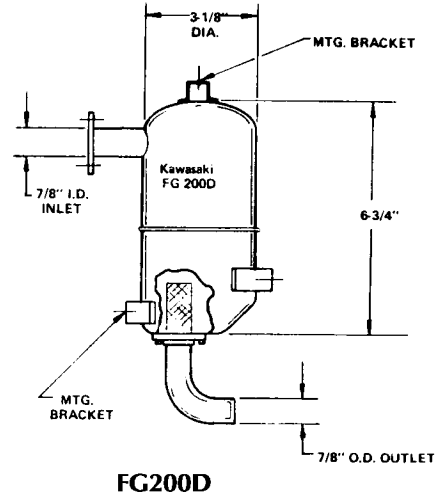 3-1/8"
DIA.
MTG. BRACKET
Kawasaki
FG 200D
7/8" I.D.
INLET
6-3/4"
MTG.
BRACKET
7/8" O.D. OUTLET
FG200D